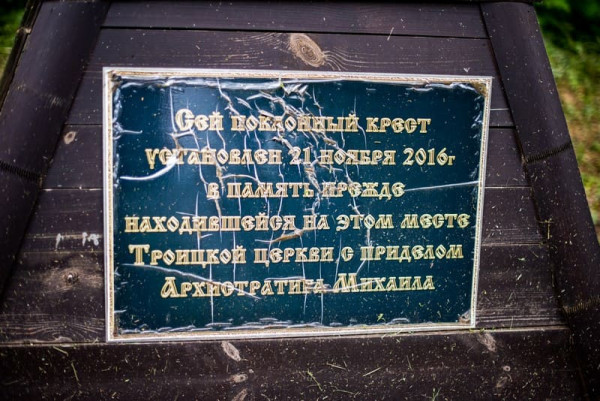 Сей поклонный крест
установлен 21 ноября 2016г
в память прежде
находившейся на этом месте
Троицкой церкви с приделом
Архистратига Михаила